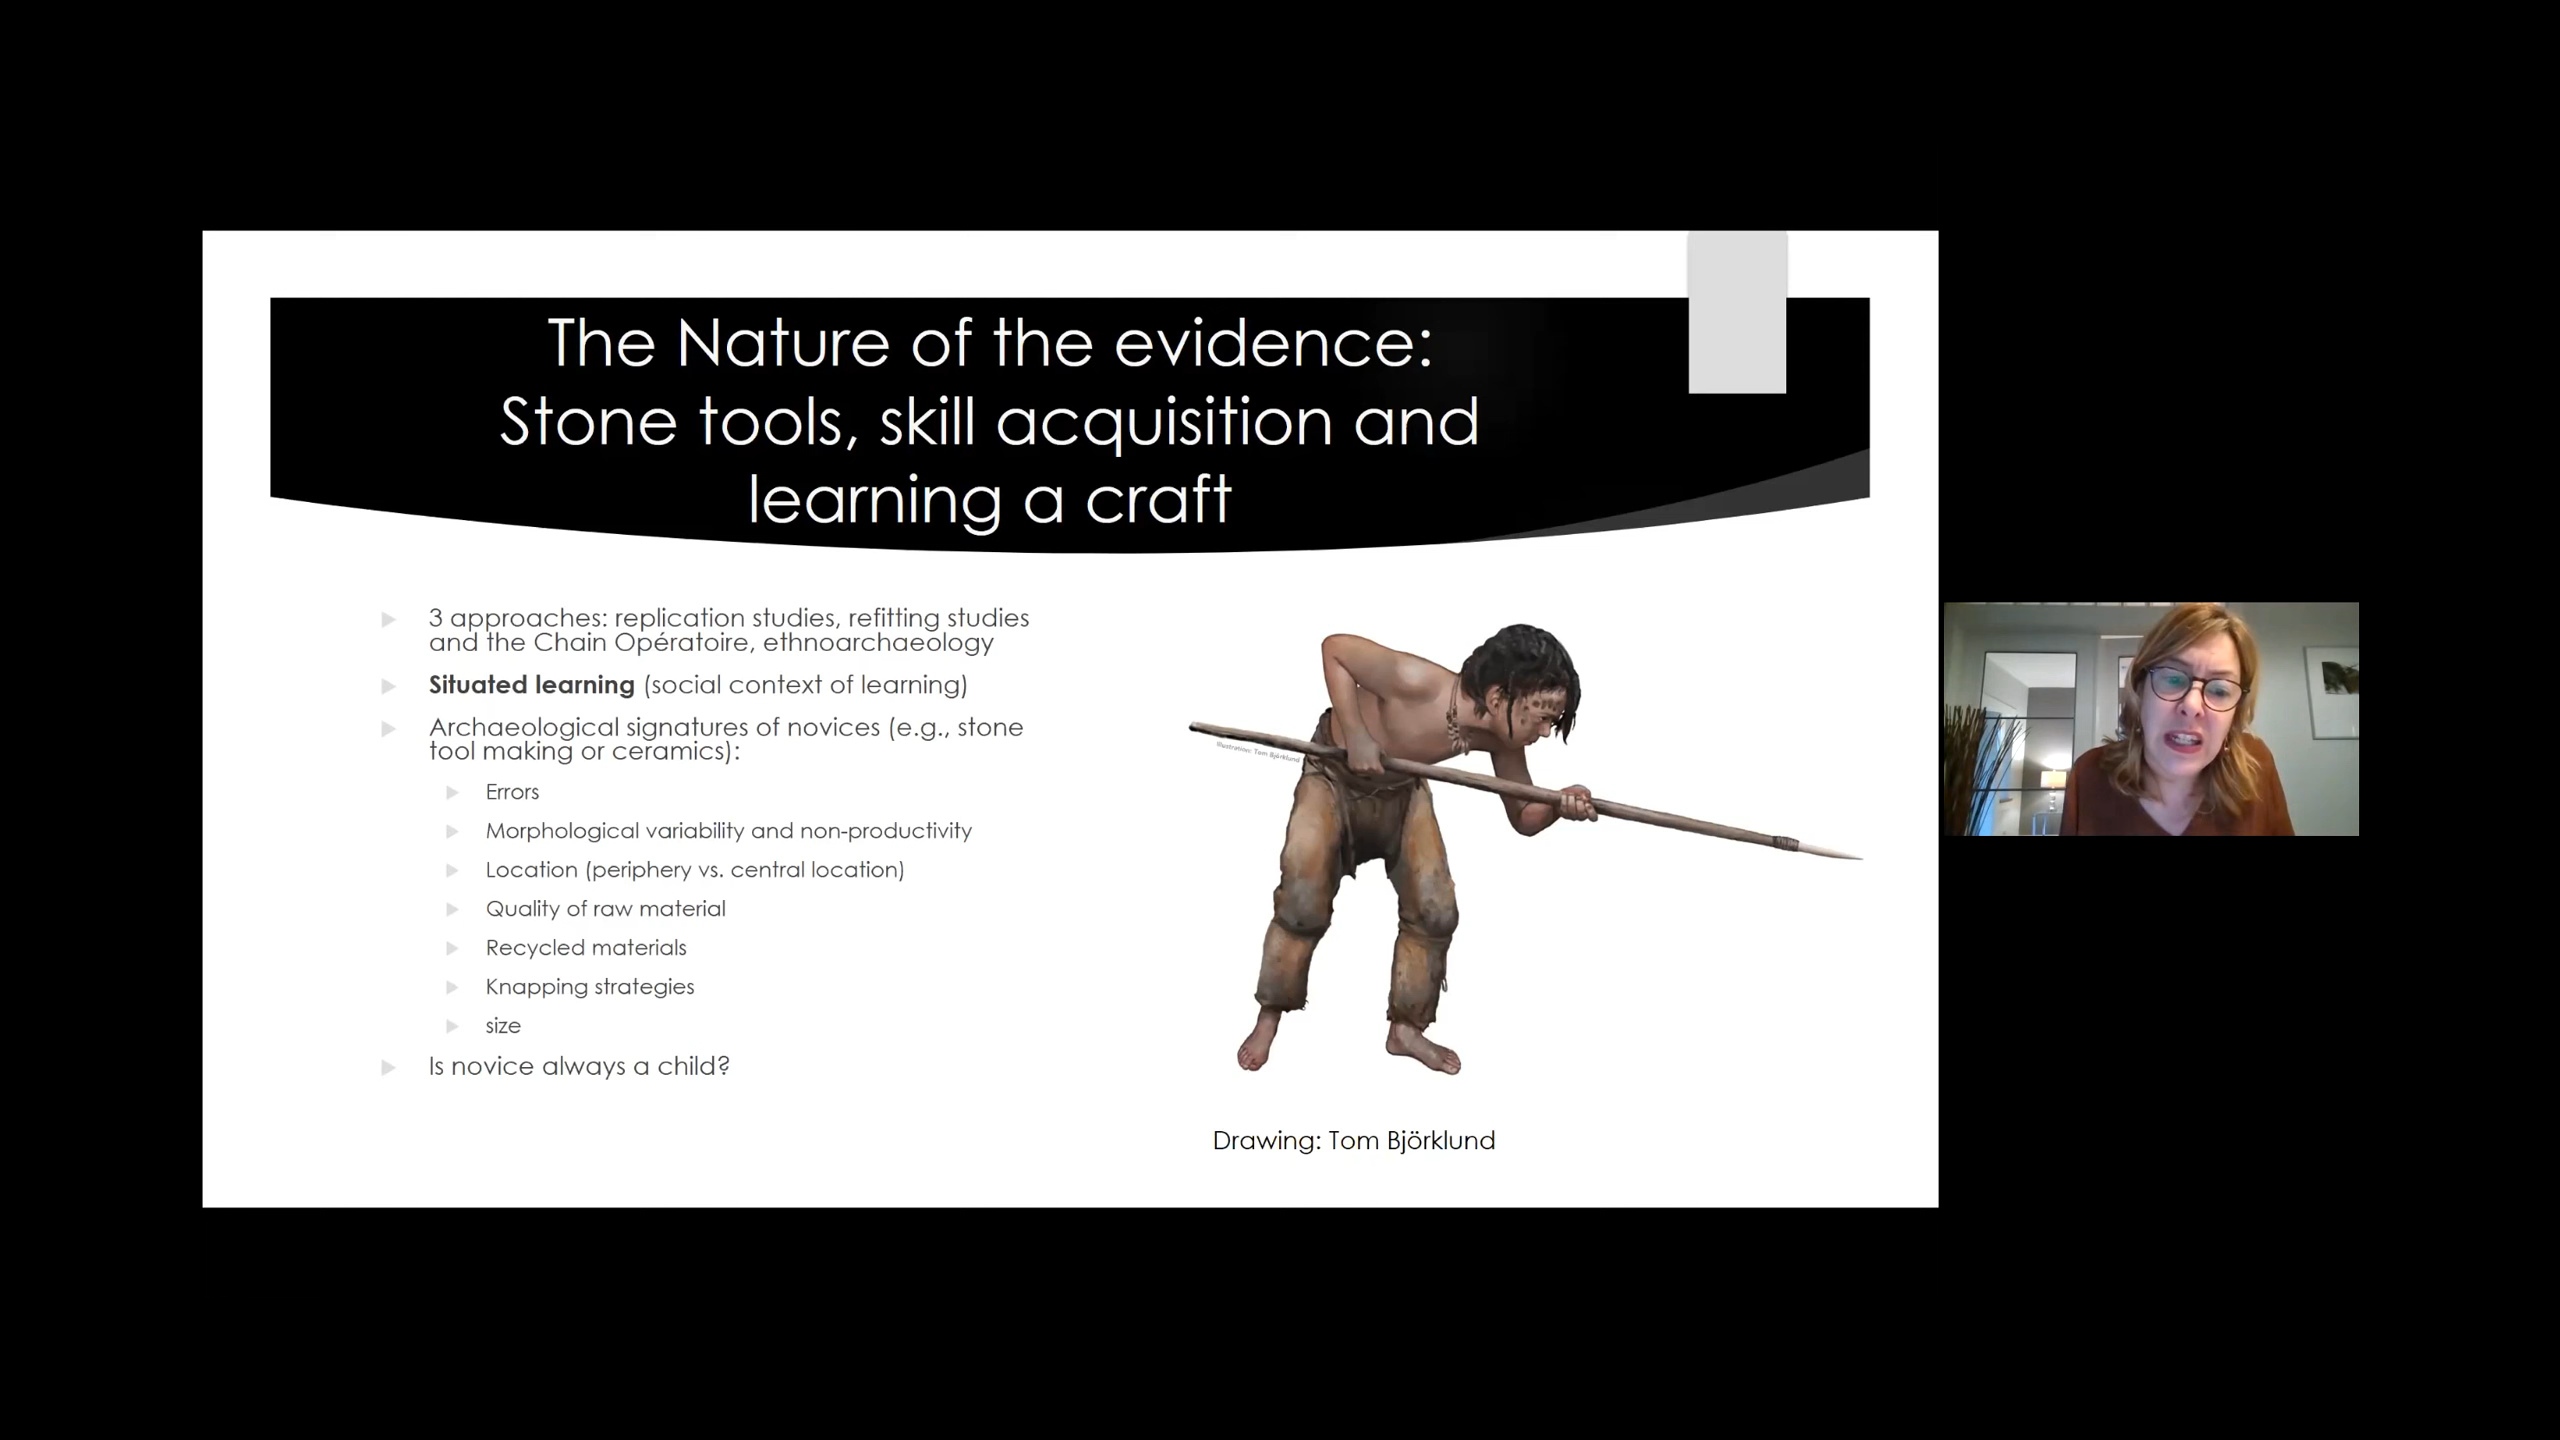 The Nature of the evidence:
Stone tools, skill acquisition and
learning a craft
3 approaches: replication studies, refitting studies
and the Chain Opératoire, ethnoarchaeology
Situated learning (social context of learning)
Archaeological signatures of novices (e.g., stone
tool making or ceramics):
Errors
Morphological variability and non-productivity
Location (periphery vs. central location)
Quality of raw material
Recycled materials
Knapping strategies
size
Is novice always a child?
Illustration: Tom Björklund
Drawing: Tom Björklund